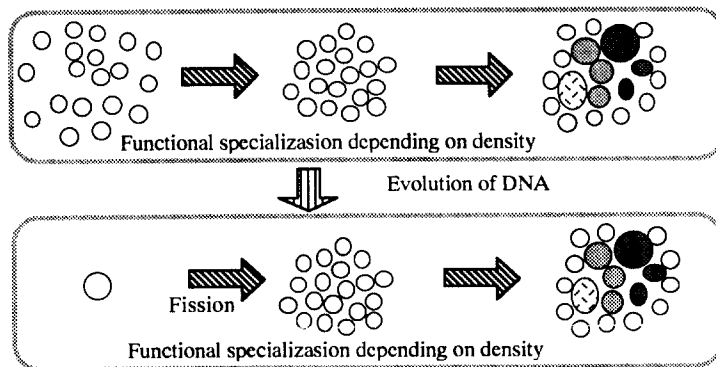 Functional specializasion depending on density
Evolution of DNA
Fission
Functional specializasion depending on density